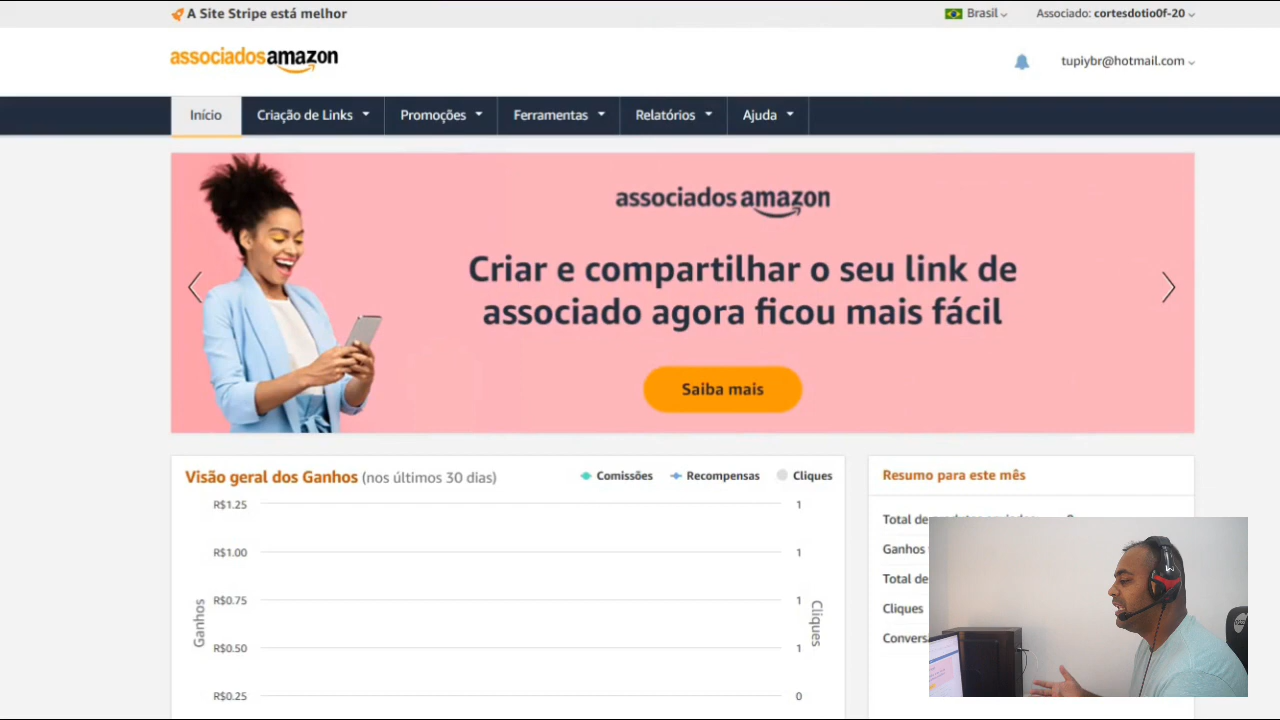 A Site Stripe está melhor
Brasil
Associado: cortesdotio0f-20
associadosamazon
tupiybr@hotmail.com
Início
Criação de Links
Promoções
Ferramentas
Relatórios
Ajuda
associados amazon
Criar e compartilhar o seu link de
associado agora ficou mais fácil
Saiba mais
Visão geral dos Ganhos (nos últimos 30 dias)
Comissões
Recompensas
Cliques
Resumo para este mês
R$1.25
1
R$1.00
1
R$0.75
1
R$0.50
1
R$0.25
0
Ganhos
Cliques
Total de
Ganhos
Total de
Cliques